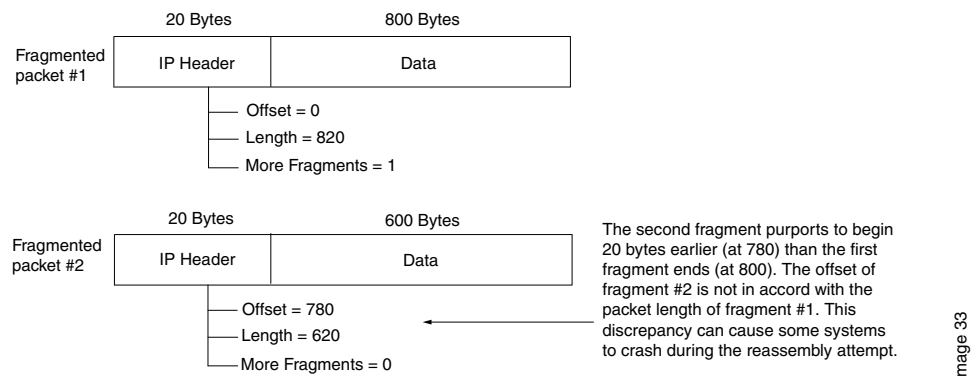 20 Bytes 800 Bytes
Fragmented
packet #1
IP Header Data
Offset = 0
Length = 820
More Fragments = 1
20 Bytes 600 Bytes
Fragmented
packet #2
IP Header Data
Offset = 780
Length = 620
More Fragments = 0
The second fragment purports to begin
20 bytes earlier (at 780) than the first
fragment ends (at 800). The offset of
fragment #2 is not in accord with the
packet length of fragment #1. This
discrepancy can cause some systems
to crash during the reassembly attempt.
mage 33